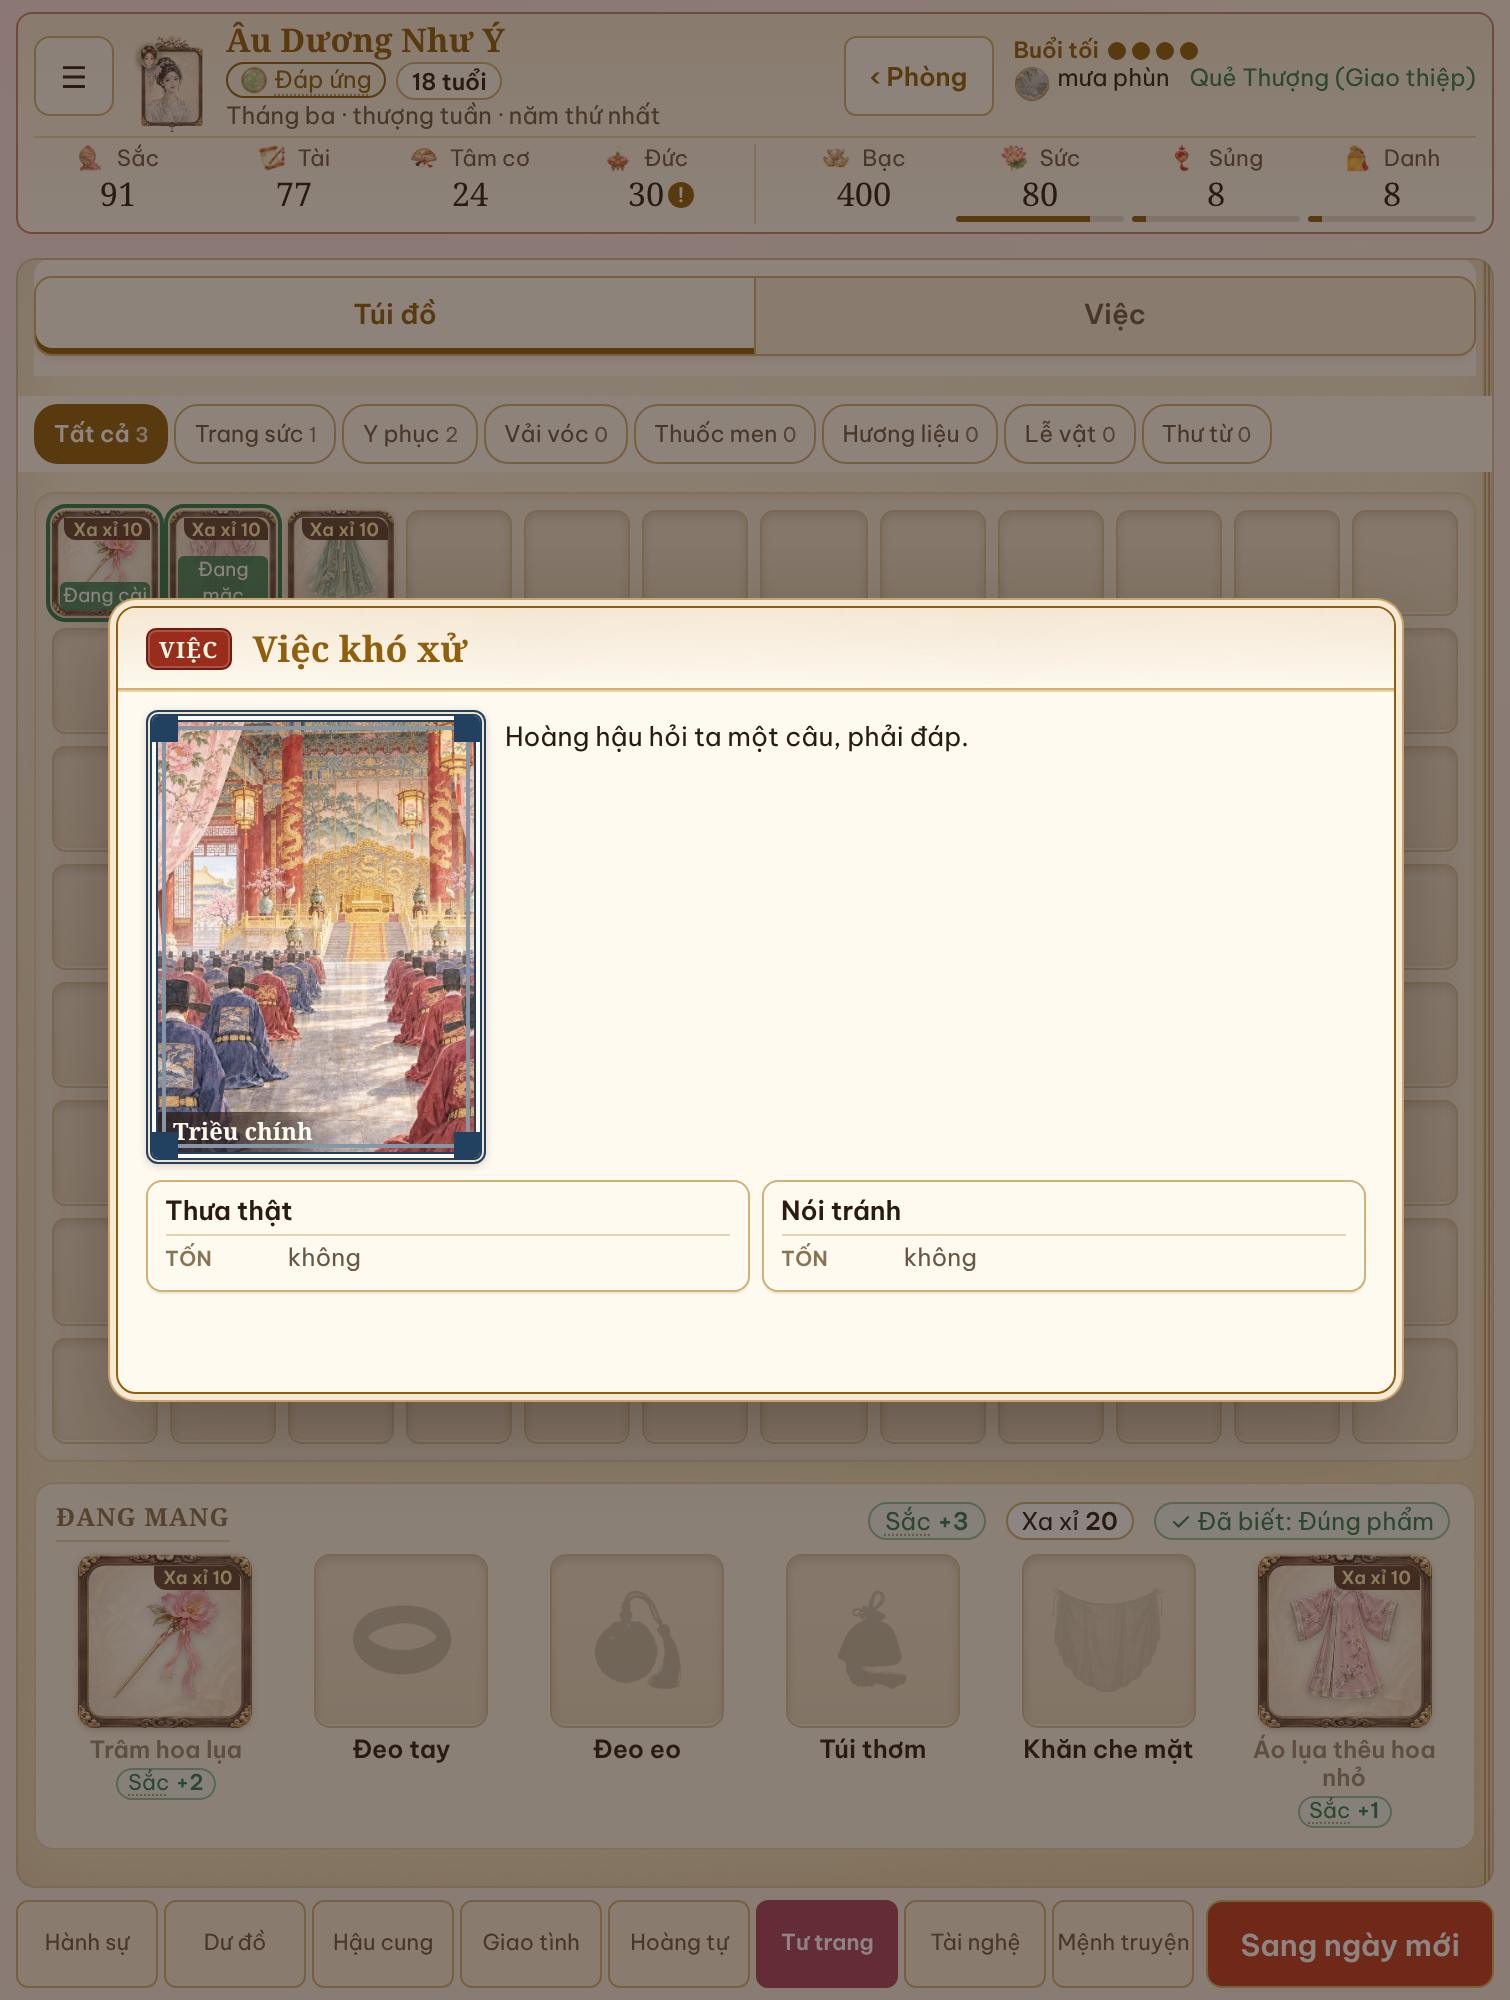 ☰
Âu Dương Như Ý
Đáp ứng 18 tuổi
Tháng ba · thượng tuần · năm thứ nhất
‹ Phòng
Buổi tối
mưa phùn Quẻ Thượng (Giao thiệp)
Sắc Tài Tâm cơ Đức Bạc Sức Sủng Danh
91 77 24 30 ! 400 80 8 8
Túi đồ Việc
Tất cả 3 Trang sức 1 Y phục 2 Vải vóc 0 Thuốc men 0 Hương liệu 0 Lễ vật 0 Thư từ 0
Xa xỉ 10 Xa xỉ 10 Xa xỉ 10
Đang cài Đang mặc
VIỆC Việc khó xử
Hoàng hậu hỏi ta một câu, phải đáp.
Triều chính
Thưa thật
TỐN không
Nói tránh
TỐN không
ĐANG MANG
Sắc +3 Xa xỉ 20 ✓ Đã biết: Đúng phẩm
Xa xỉ 10 Xa xỉ 10
Trâm hoa lụa
Sắc +2
Đeo tay
Đeo eo
Túi thơm
Khăn che mặt
Áo lụa thêu hoa
nhỏ
Sắc +1
Hành sự Dư đồ Hậu cung Giao tình Hoàng tự Tư trang Tài nghệ Mệnh truyện Sang ngày mới